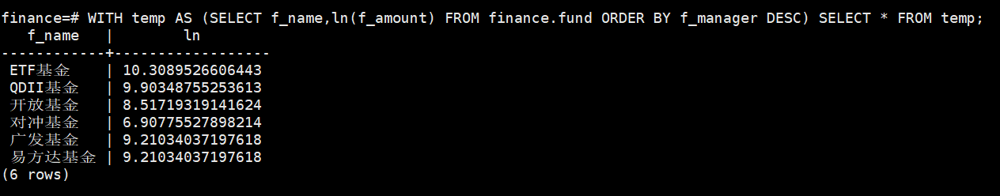 finance=# WITH temp AS (SELECT f_name,ln(f_amount) FROM finance.fund ORDER BY f_manager DESC) SELECT * FROM temp;
   f_name   |        ln
------------+------------------
 ETF基金    | 10.3089526606443
 QDII基金   | 9.90348755253613
 开放基金   | 8.51719319141624
 对冲基金   | 6.90775527898214
 广发基金   | 9.21034037197618
 易方达基金 | 9.21034037197618
(6 rows)